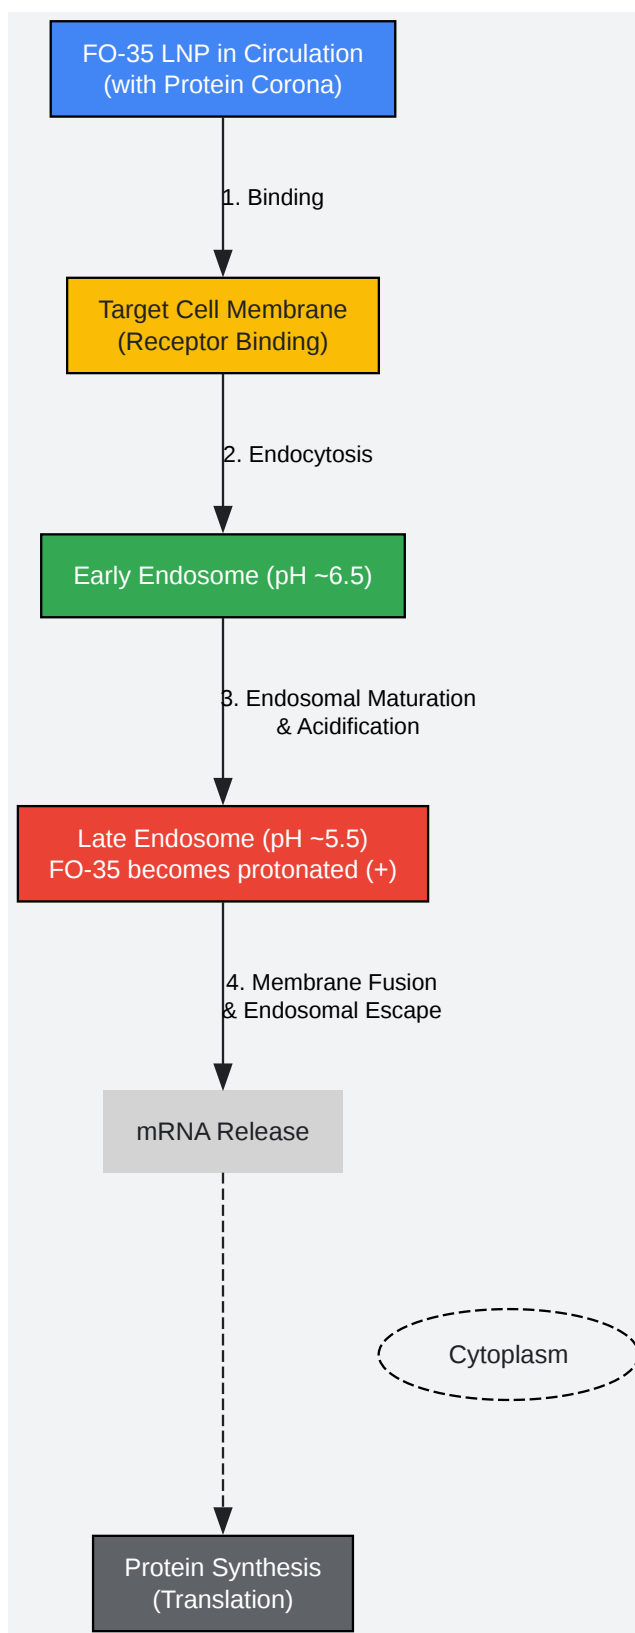 FO-35 LNP in Circulation
(with Protein Corona)
1. Binding
Target Cell Membrane
(Receptor Binding)
2. Endocytosis
Early Endosome (pH ~6.5)
3. Endosomal Maturation
& Acidification
Late Endosome (pH ~5.5)
FO-35 becomes protonated (+)
4. Membrane Fusion
& Endosomal Escape
mRNA Release
Cytoplasm
Protein Synthesis
(Translation)